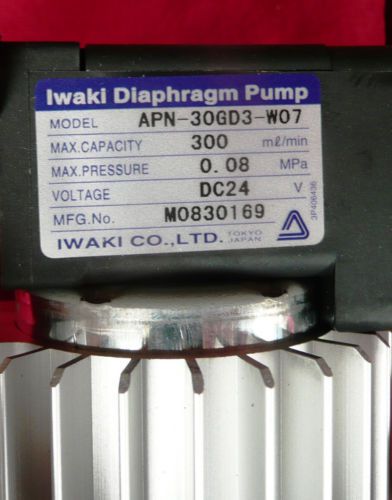 Iwaki Diaphragm Pump
MODEL APN-30GD3-W07
MAX.CAPACITY 300 mℓ/min
MAX.PRESSURE 0.08 MPa
VOLTAGE DC24 V
MFG.No. M0830169
IWAKI CO.,LTD. TOKYO JAPAN
3P406436